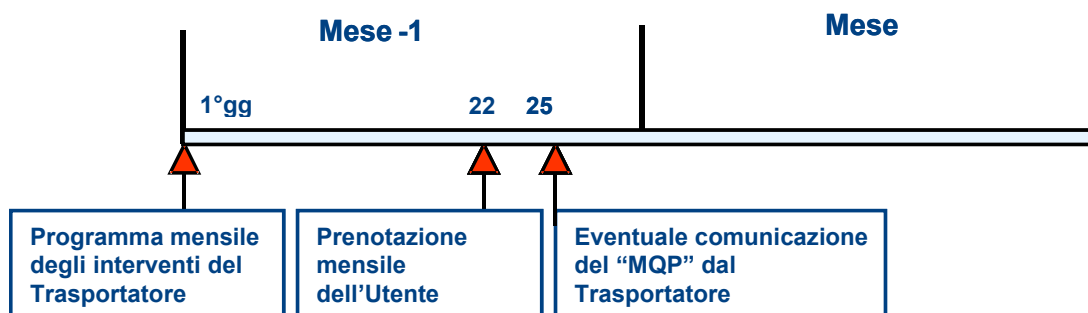 Mese -1
Mese
1°gg
22
25
Programma mensile
degli interventi del
Trasportatore
Prenotazione
mensile
dell’Utente
Eventuale comunicazione
del “MQP” dal
Trasportatore